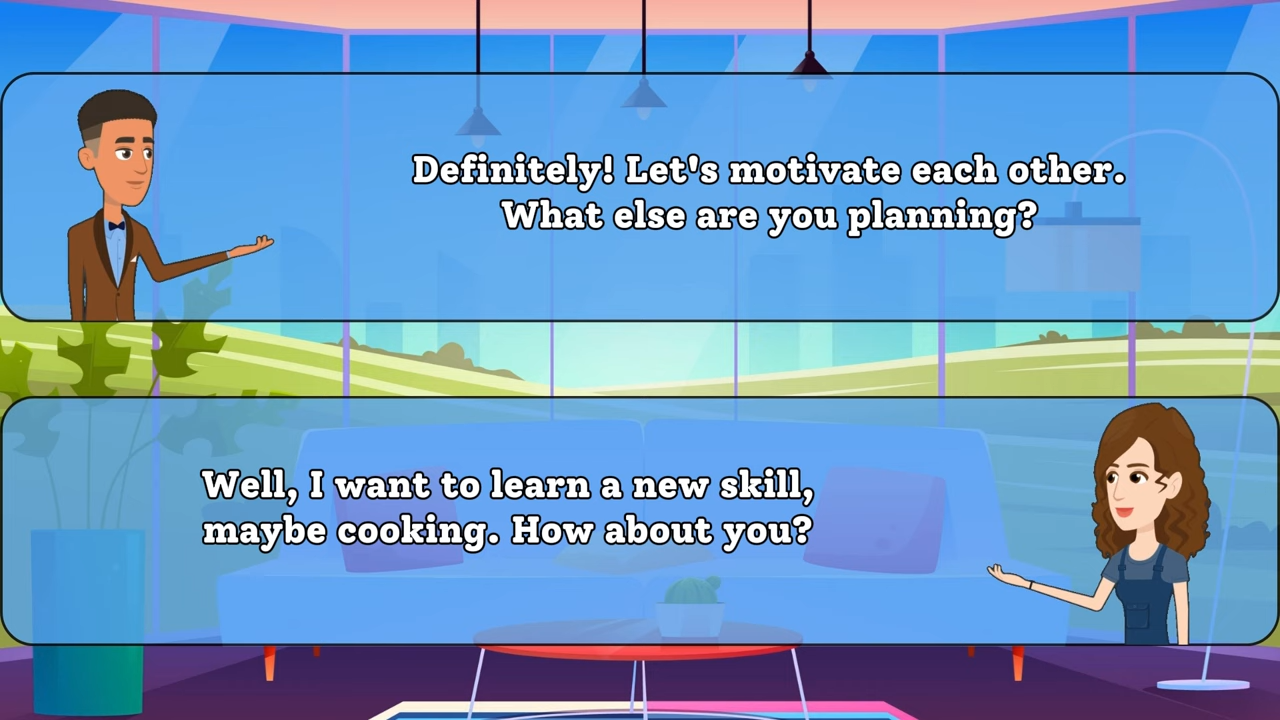 Definitely! Let's motivate each other.
What else are you planning?
Well, I want to learn a new skill,
maybe cooking. How about you?